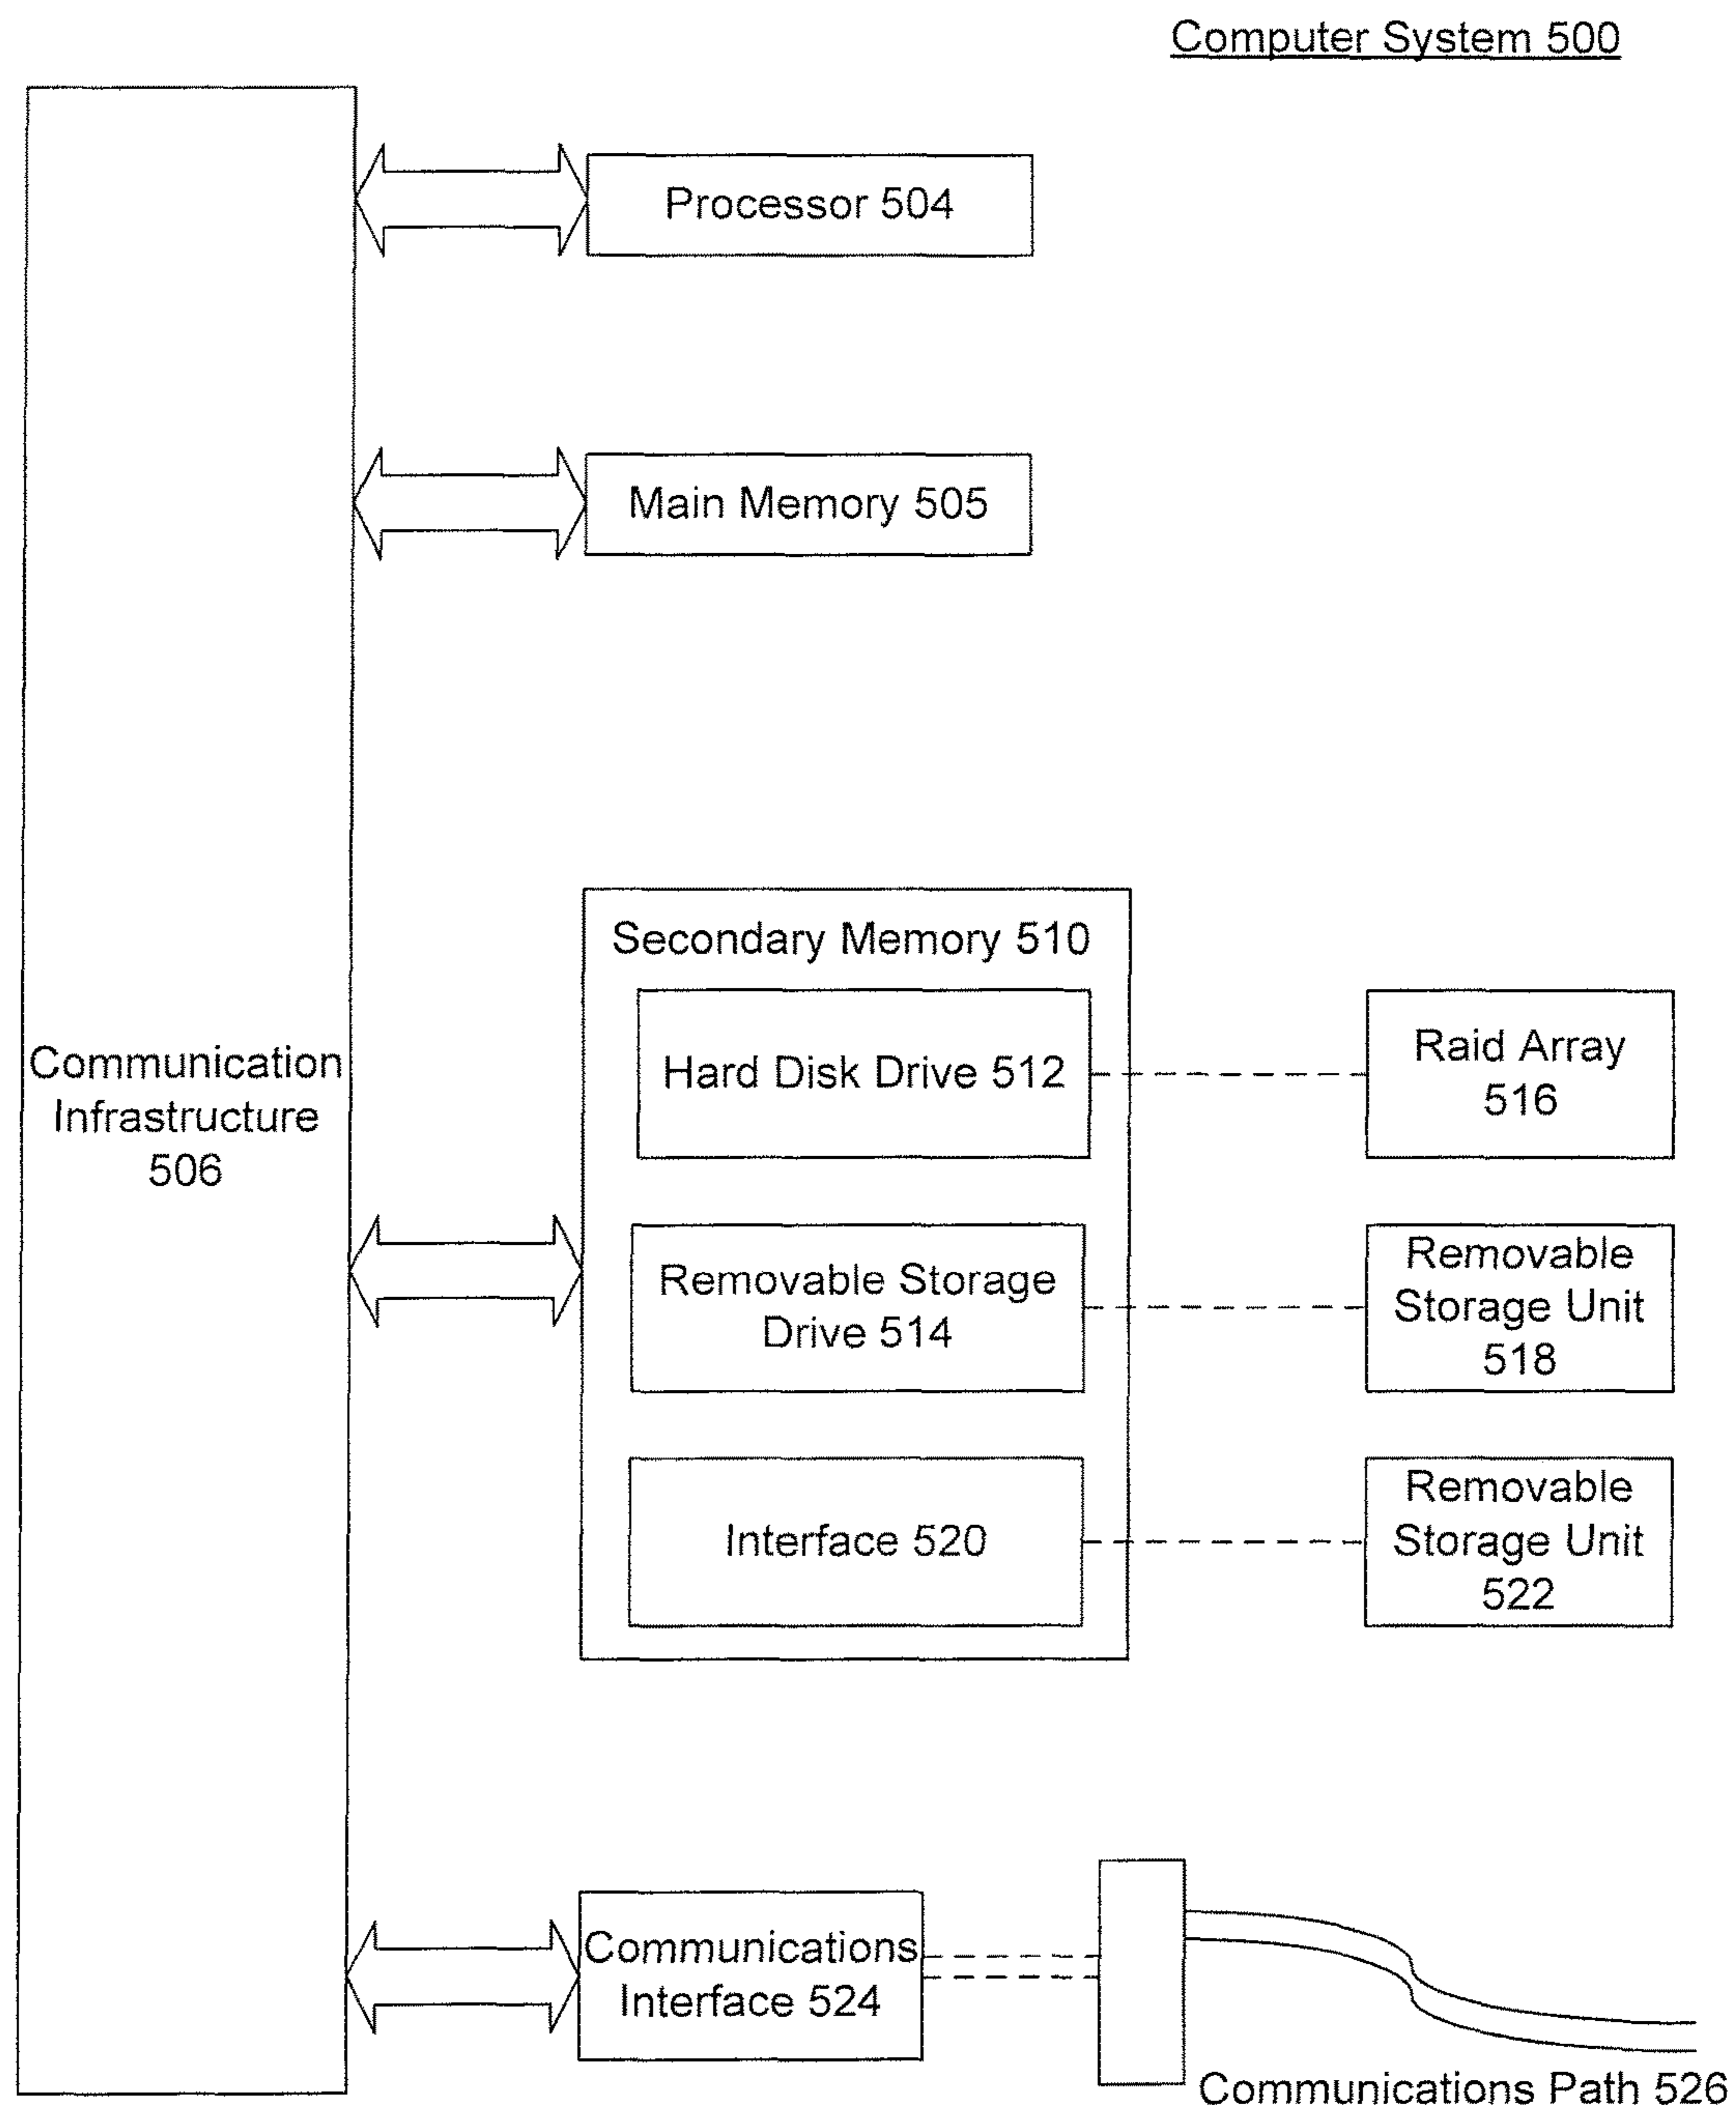 Computer System 500
Processor 504
Main Memory 505
Secondary Memory 510
Hard Disk Drive 512
Raid Array
516
Communication
Infrastructure
506
Removable Storage
Drive 514
Removable
Storage Unit
518
Interface 520
Removable
Storage Unit
522
Communications
Interface 524
Communications Path 526